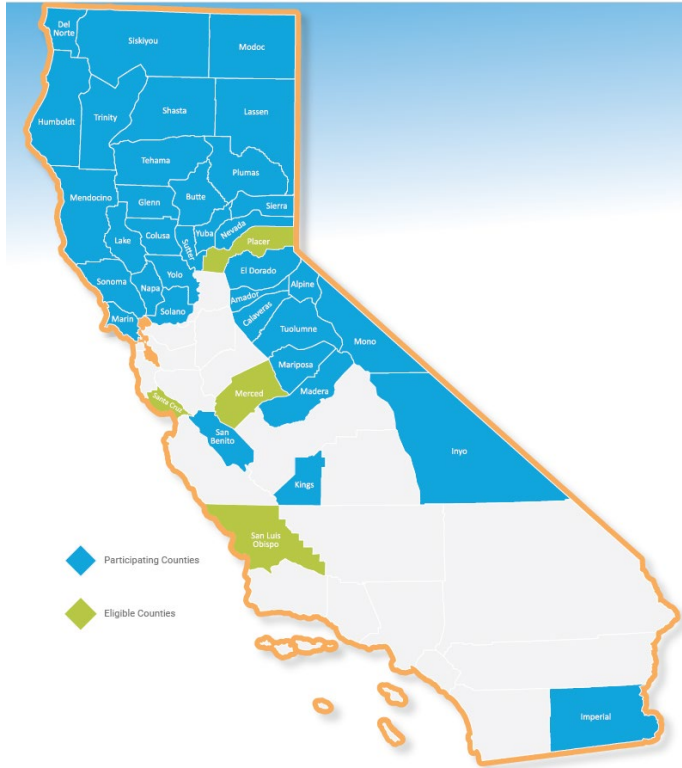 Del
Norte
Siskiyou
Modoc
Humboldt
Trinity
Shasta
Lassen
Tehama
Plumas
Mendocino
Glenn
Butte
Sierra
Lake
Colusa
Sutter
Yuba
Nevada
Placer
Sonoma
Napa
Yolo
El Dorado
Alpine
Marin
Solano
Amador
Calaveras
Tuolumne
Mono
Mariposa
Madera
Merced
Santa Cruz
San
Benito
Inyo
Kings
San Luis
Obispo
Participating Counties
Eligible Counties
Imperial